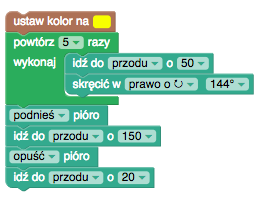 ustaw kolor na
powtórz 5 razy
wykonaj idź do przodu o 50
skręcić w prawo o ↻ 144°
podnieś pióro
idź do przodu o 150
opuść pióro
idź do przodu o 20